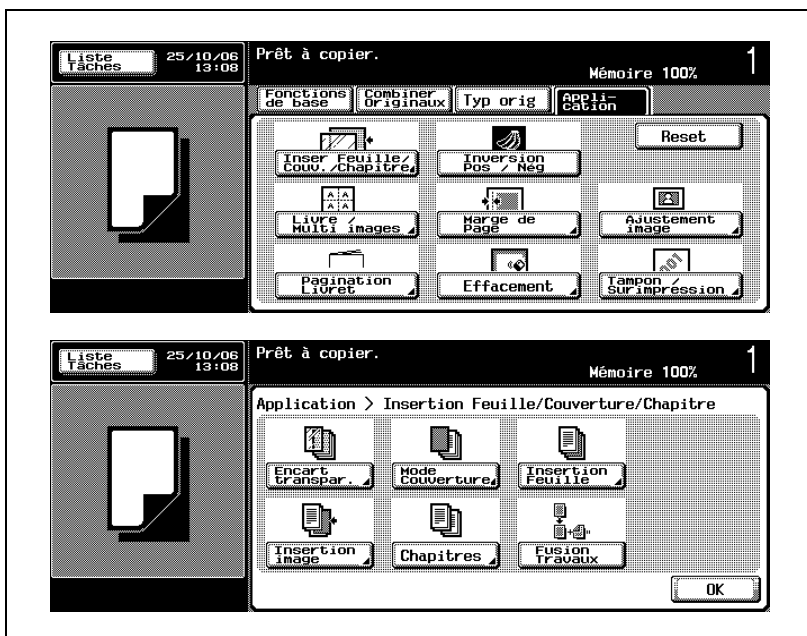 Liste
Tâches
25/10/06
13:08
Prêt à copier.
Mémoire 100%
1
Fonctions
de base
Combiner
Originaux
Typ orig
Appli-
cation
Inser Feuille/
Couv./Chapitre
Inversion
Pos / Nég
Reset
Livre /
Multi images
Marge de
Page
Ajustement
image
Pagination
Livret
Effacement
Tampon /
Surimpression
Liste
Tâches
25/10/06
13:08
Prêt à copier.
Mémoire 100%
1
Application > Insertion Feuille/Couverture/Chapitre
Encart
transpar.
Mode
Couverture
Insertion
Feuille
Insertion
image
Chapitres
Fusion
Travaux
OK